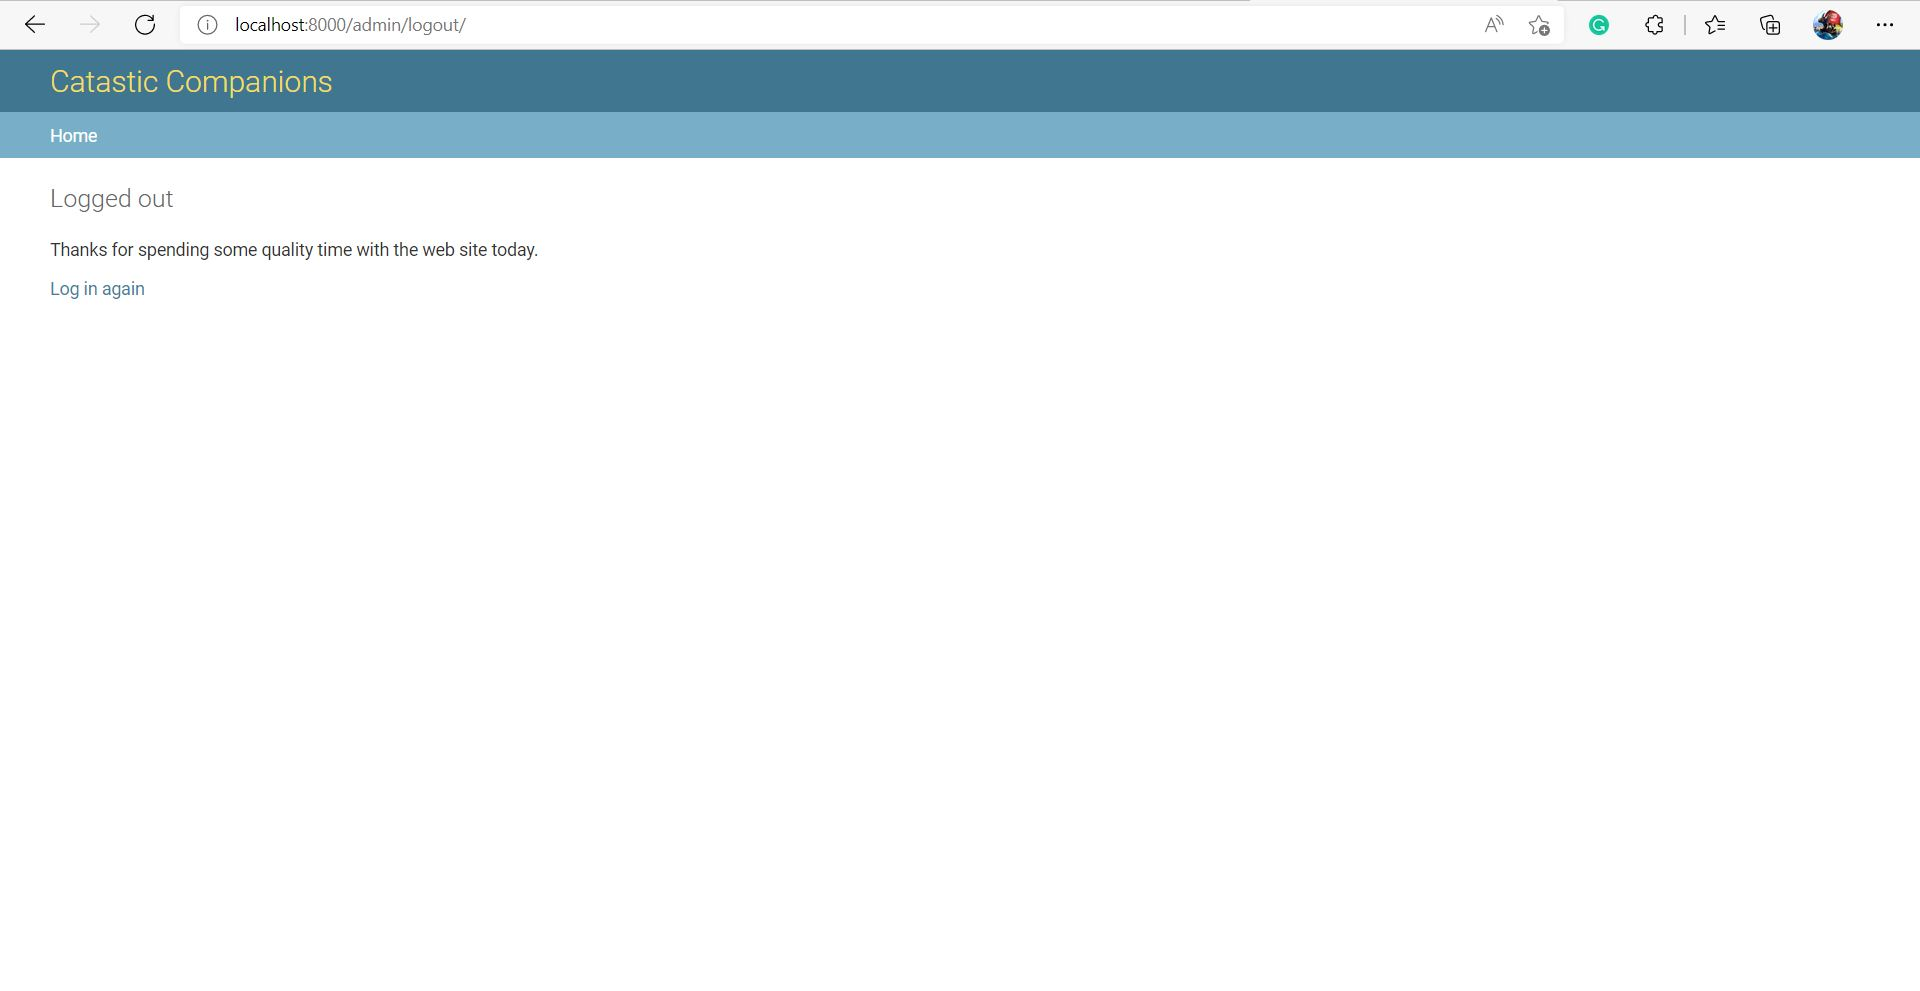 localhost:8000/admin/logout/
Catastic Companions
Home
Logged out
Thanks for spending some quality time with the web site today.
Log in again